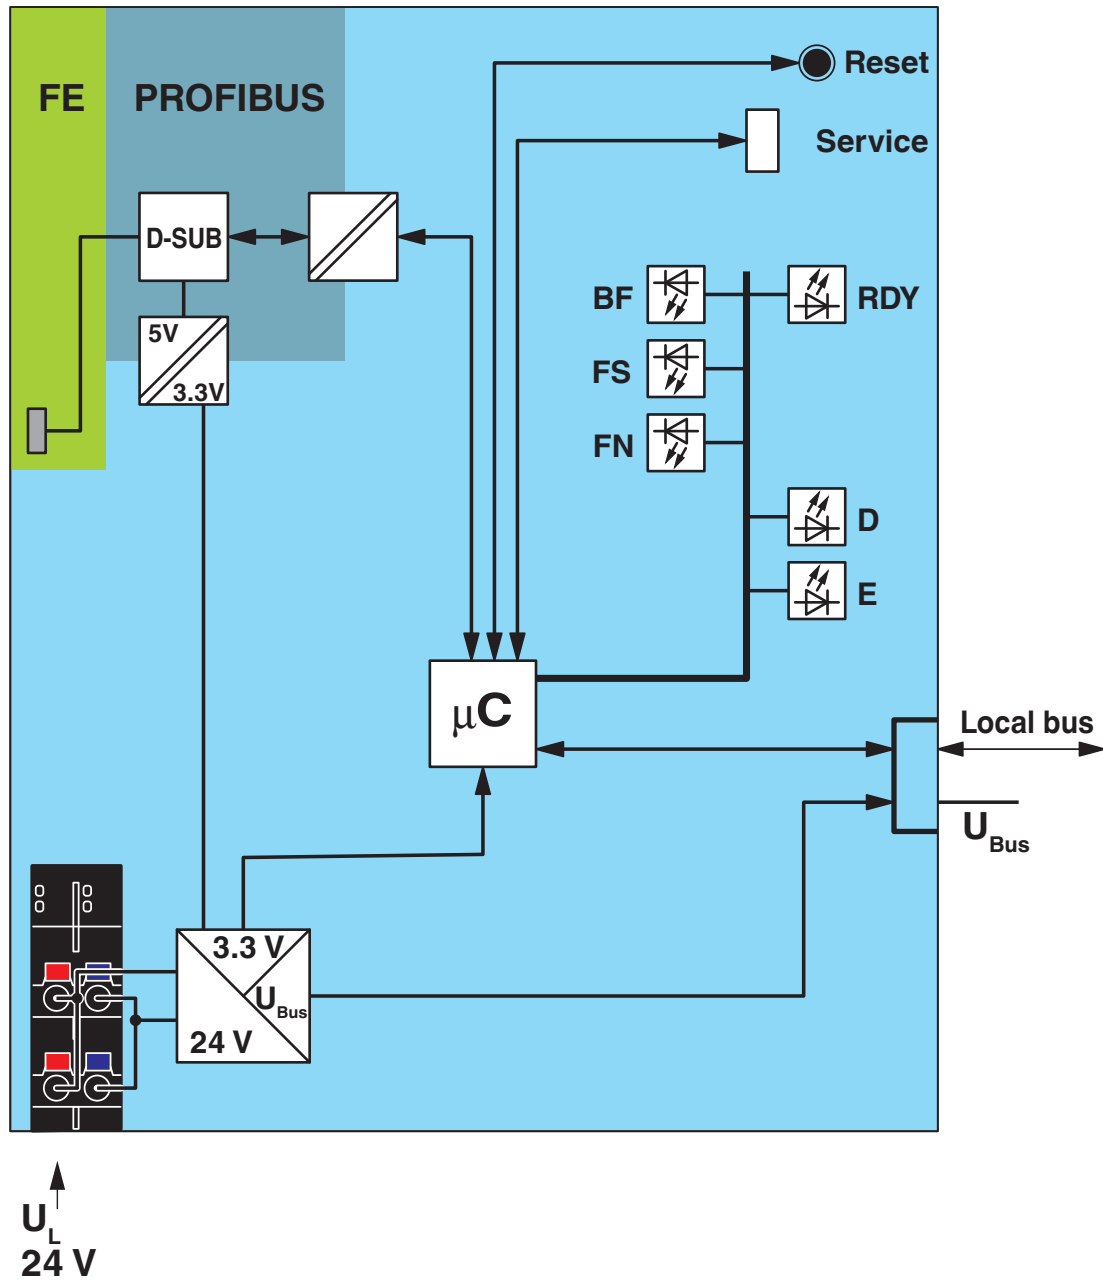 FE
PROFIBUS
Reset
Service
D-SUB
BF
RDY
5V
3.3V
FS
FN
D
E
µC
Local bus
U Bus
3.3 V
U Bus
24 V
U L
24 V